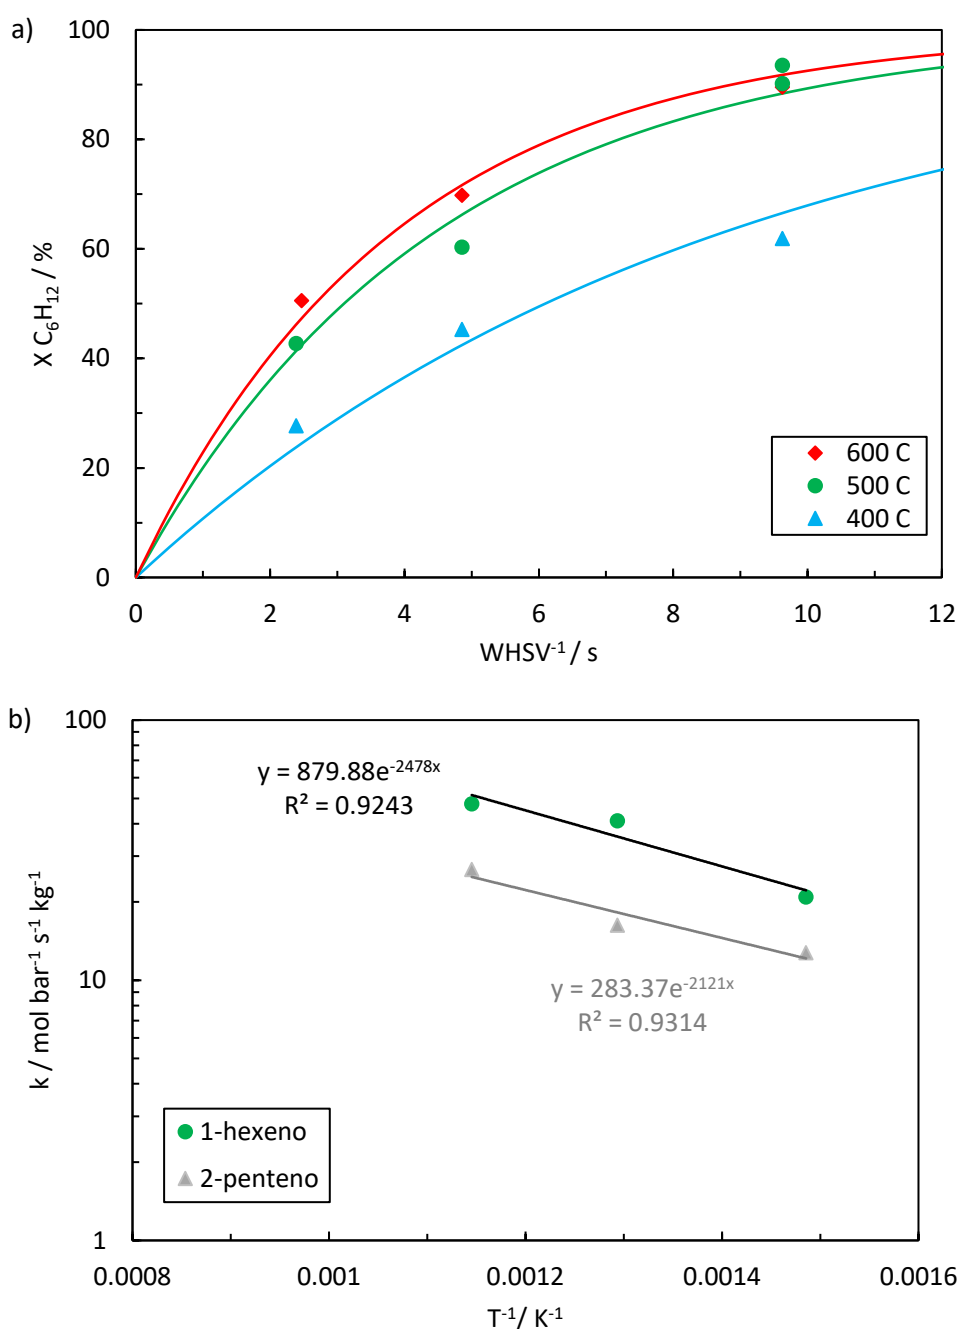 a)
100
80
60
40
20
0
X C₆H₁₂ / %
600 C
500 C
400 C
0 2 4 6 8 10 12
WHSV⁻¹ / s
b)
100
10
1
k / mol bar⁻¹ s⁻¹ kg⁻¹
y = 879.88e⁻²⁴⁷⁸ˣ
R² = 0.9243
y = 283.37e⁻²¹²¹ˣ
R² = 0.9314
1-hexeno
2-penteno
0.0008 0.001 0.0012 0.0014 0.0016
T⁻¹/ K⁻¹